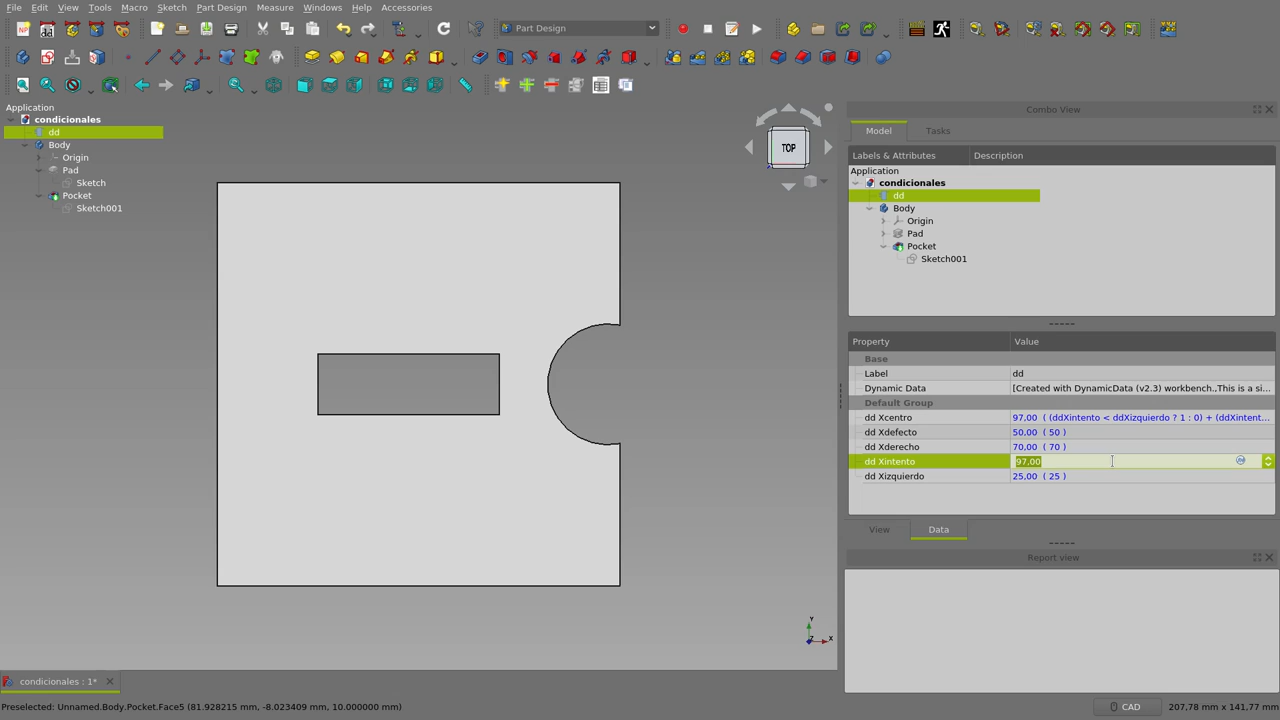 File Edit View Tools Macro Sketch Part Design Measure Windows Help Accessories
Part Design
Application
condicionales
dd
Body
Origin
Pad
Sketch
Pocket
Sketch001
TOP
Y
Z
X
Combo View
Model Tasks
Labels & Attributes Description
Application
condicionales
dd
Body
Origin
Pad
Pocket
Sketch001
Property Value
Base
Label dd
Dynamic Data [Created with DynamicData (v2.3) workbench.,This is a si...
Default Group
dd Xcentro 97,00 ( (ddXintento < ddXizquierdo ? 1 : 0) + (ddXintent...
dd Xdefecto 50,00 ( 50 )
dd Xderecho 70,00 ( 70 )
dd Xintento 97,00
dd Xizquierdo 25,00 ( 25 )
View Data
Report view
condicionales : 1*
Preselected: Unnamed.Body.Pocket.Face5 (81.928215 mm, -8.023409 mm, 10.000000 mm)
CAD 207,78 mm x 141,77 mm